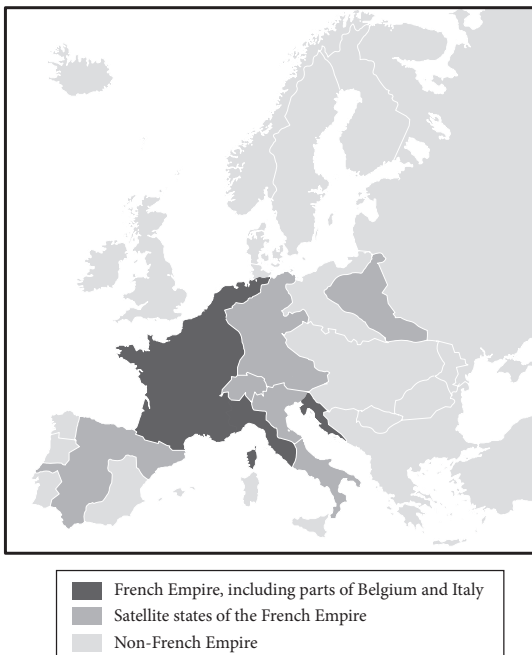 French Empire, including parts of Belgium and Italy
Satellite states of the French Empire
Non-French Empire